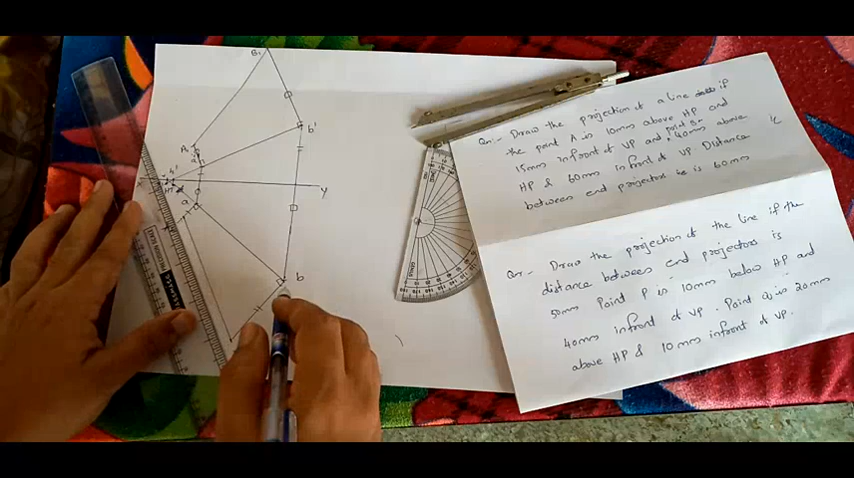 B₁
b'
A
X
Y
a
b
Qn:- Draw the projection of a line if
the point A is 10mm above HP and
15mm infront of VP and point B is 40mm above
HP & 60mm infront of VP. Distance
between end projectors is 60mm
Qn:- Draw the projection of the line if the
distance between end projectors is
50mm Point P is 10mm below HP and
40mm infront of VP. Point Q is 20mm
above HP & 10mm infront of VP.